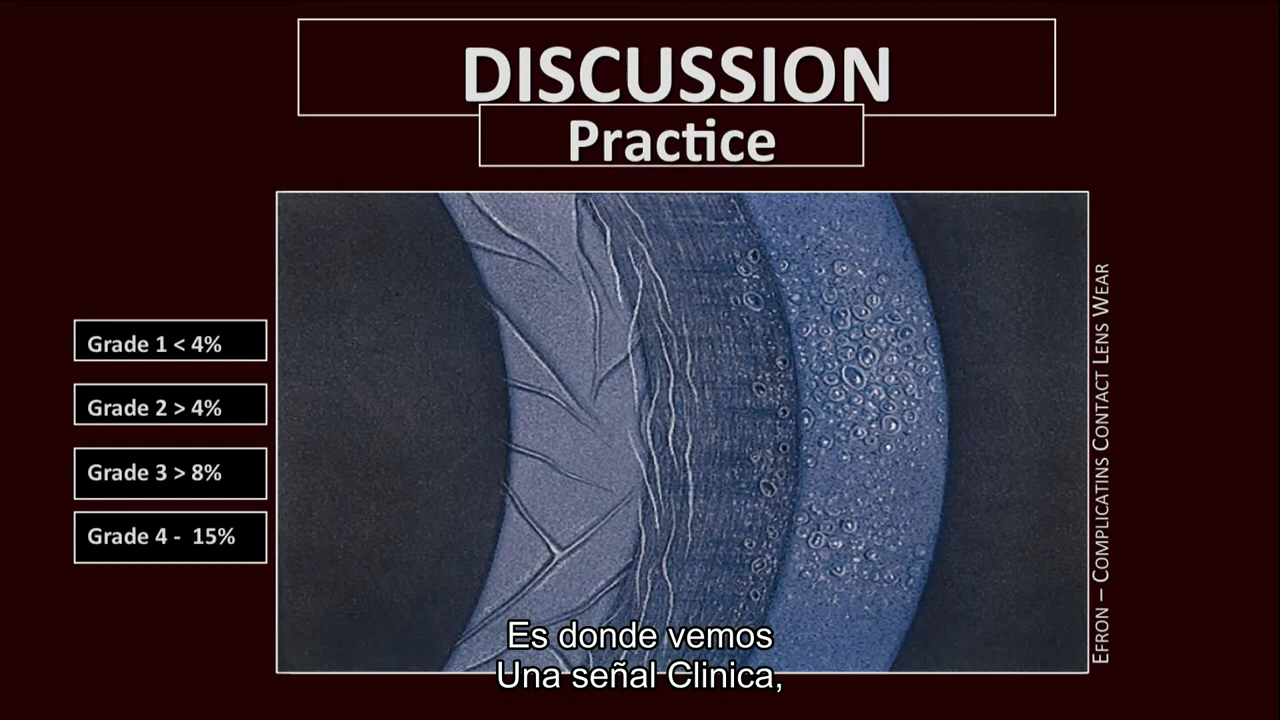 DISCUSSION
Practice
Grade 1 < 4%
Grade 2 > 4%
Grade 3 > 8%
Grade 4 - 15%
EFRON – COMPLICATINS CONTACT LENS WEAR
Es donde vemos
Una señal Clinica,